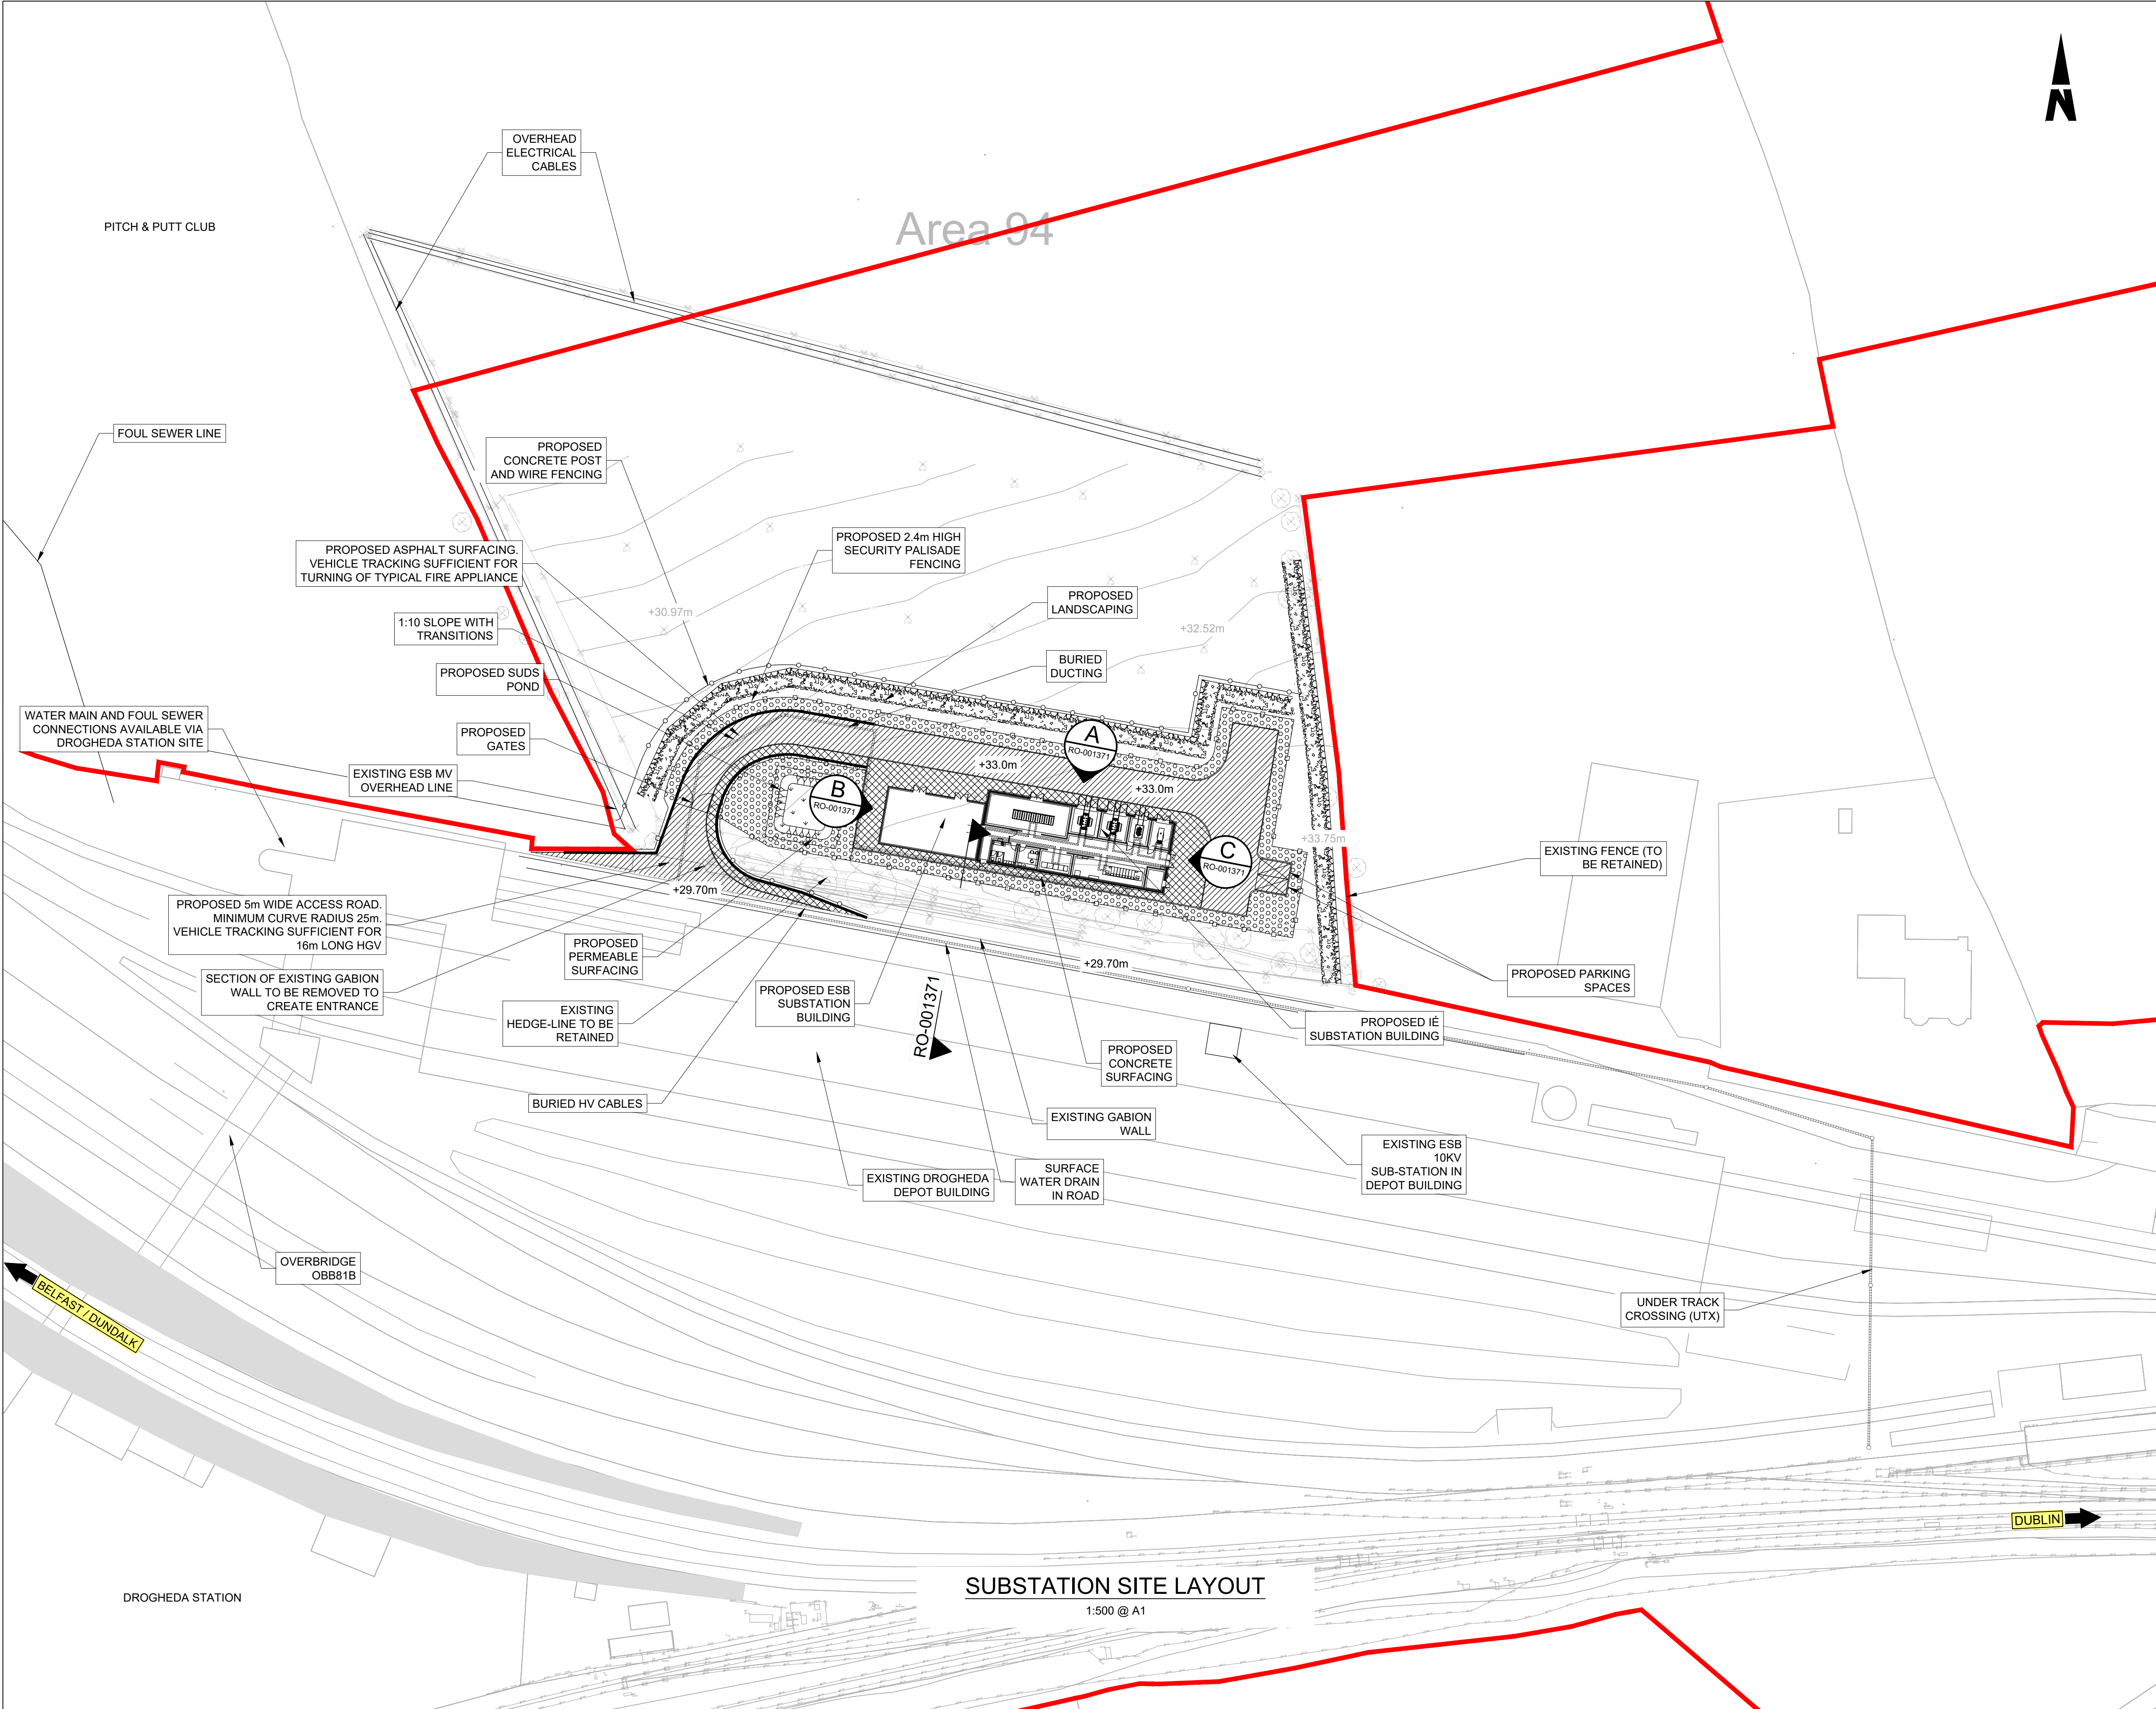 N
OVERHEAD
ELECTRICAL
CABLES
PITCH & PUTT CLUB
Area 94
FOUL SEWER LINE
PROPOSED
CONCRETE POST
AND WIRE FENCING
PROPOSED ASPHALT SURFACING.
VEHICLE TRACKING SUFFICIENT FOR
TURNING OF TYPICAL FIRE APPLIANCE
PROPOSED 2.4m HIGH
SECURITY PALISADE
FENCING
PROPOSED
LANDSCAPING
+30.97m
+32.52m
1:10 SLOPE WITH
TRANSITIONS
BURIED
DUCTING
PROPOSED SUDS
POND
WATER MAIN AND FOUL SEWER
CONNECTIONS AVAILABLE VIA
DROGHEDA STATION SITE
PROPOSED
GATES
EXISTING ESB MV
OVERHEAD LINE
A
RO-001371
+33.0m
B
RO-001371
+33.0m
C
RO-001371
+33.75m
EXISTING FENCE (TO
BE RETAINED)
+29.70m
PROPOSED 5m WIDE ACCESS ROAD.
MINIMUM CURVE RADIUS 25m.
VEHICLE TRACKING SUFFICIENT FOR
16m LONG HGV
PROPOSED
PERMEABLE
SURFACING
+29.70m
PROPOSED PARKING
SPACES
SECTION OF EXISTING GABION
WALL TO BE REMOVED TO
CREATE ENTRANCE
PROPOSED ESB
SUBSTATION
BUILDING
RO-001371
EXISTING
HEDGE-LINE TO BE
RETAINED
PROPOSED IÉ
SUBSTATION BUILDING
PROPOSED
CONCRETE
SURFACING
BURIED HV CABLES
EXISTING GABION
WALL
EXISTING ESB
10KV
SUB-STATION IN
DEPOT BUILDING
EXISTING DROGHEDA
DEPOT BUILDING
SURFACE
WATER DRAIN
IN ROAD
OVERBRIDGE
OBB81B
BELFAST / DUNDALK
UNDER TRACK
CROSSING (UTX)
DUBLIN
DROGHEDA STATION
SUBSTATION SITE LAYOUT
1:500 @ A1